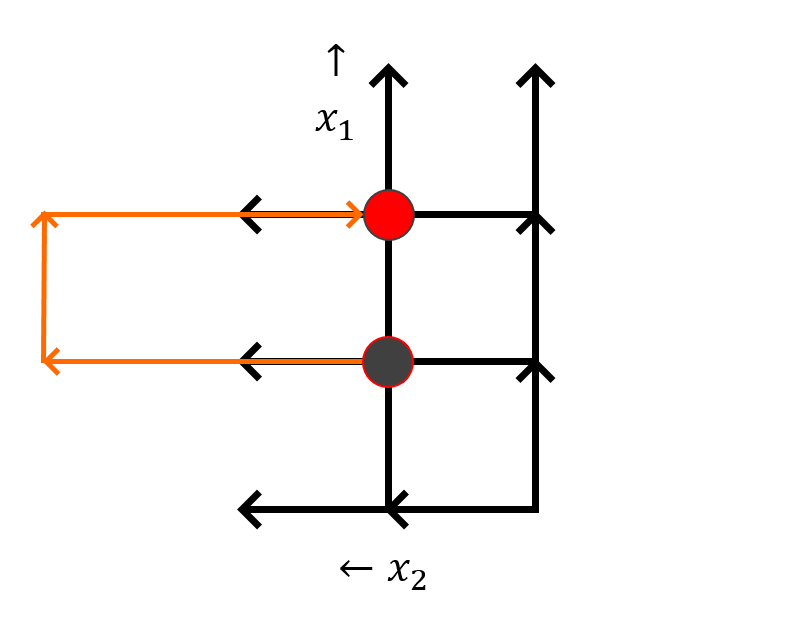 ↑
x₁
← x₂